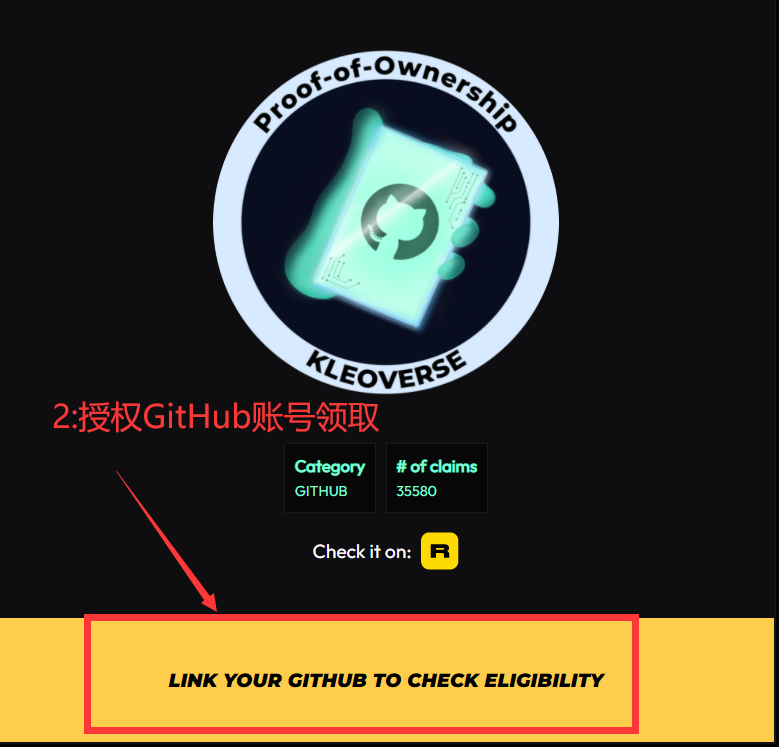 Proof-of-Ownership
KLEOVERSE
2:授权GitHub账号领取
Category
GITHUB
# of claims
35580
Check it on: R
LINK YOUR GITHUB TO CHECK ELIGIBILITY